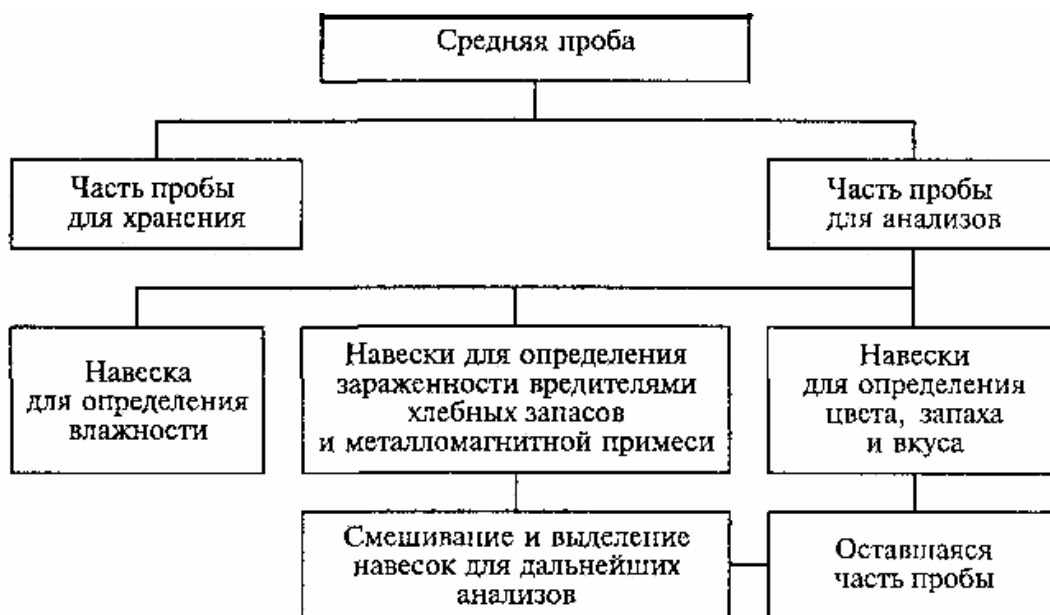 Средняя проба
Часть пробы
для хранения
Часть пробы
для анализов
Навеска
для определения
влажности
Навески для определения
зараженности вредителями
хлебных запасов
и металломагнитной примеси
Навески
для определения
цвета, запаха
и вкуса
Смешивание и выделение
навесок для дальнейших
анализов
Оставшаяся
часть пробы